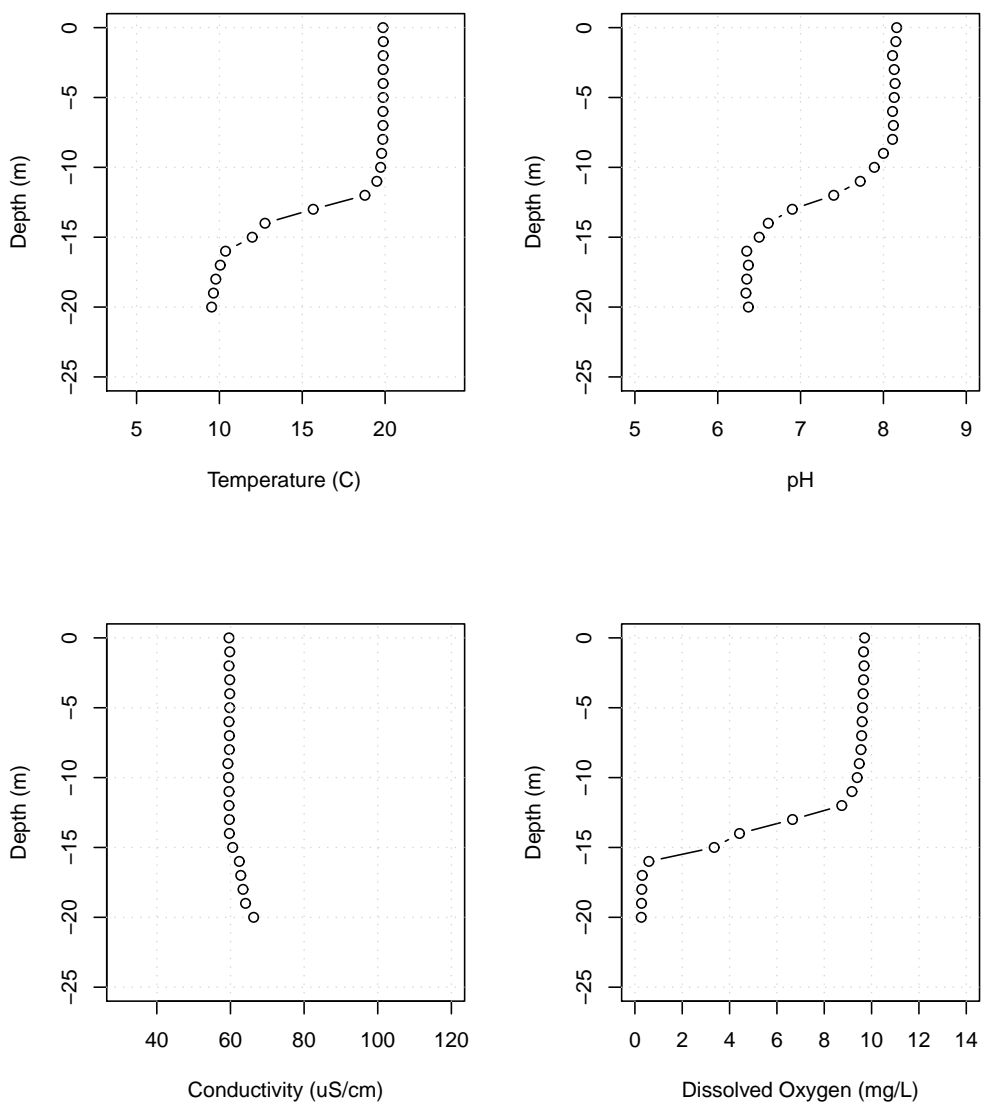 0
−5
−10
−15
−20
−25
Depth (m)
5 10 15 20
Temperature (C)
0
−5
−10
−15
−20
−25
Depth (m)
5 6 7 8 9
pH
0
−5
−10
−15
−20
−25
Depth (m)
40 60 80 100 120
Conductivity (uS/cm)
0
−5
−10
−15
−20
−25
Depth (m)
0 2 4 6 8 10 12 14
Dissolved Oxygen (mg/L)